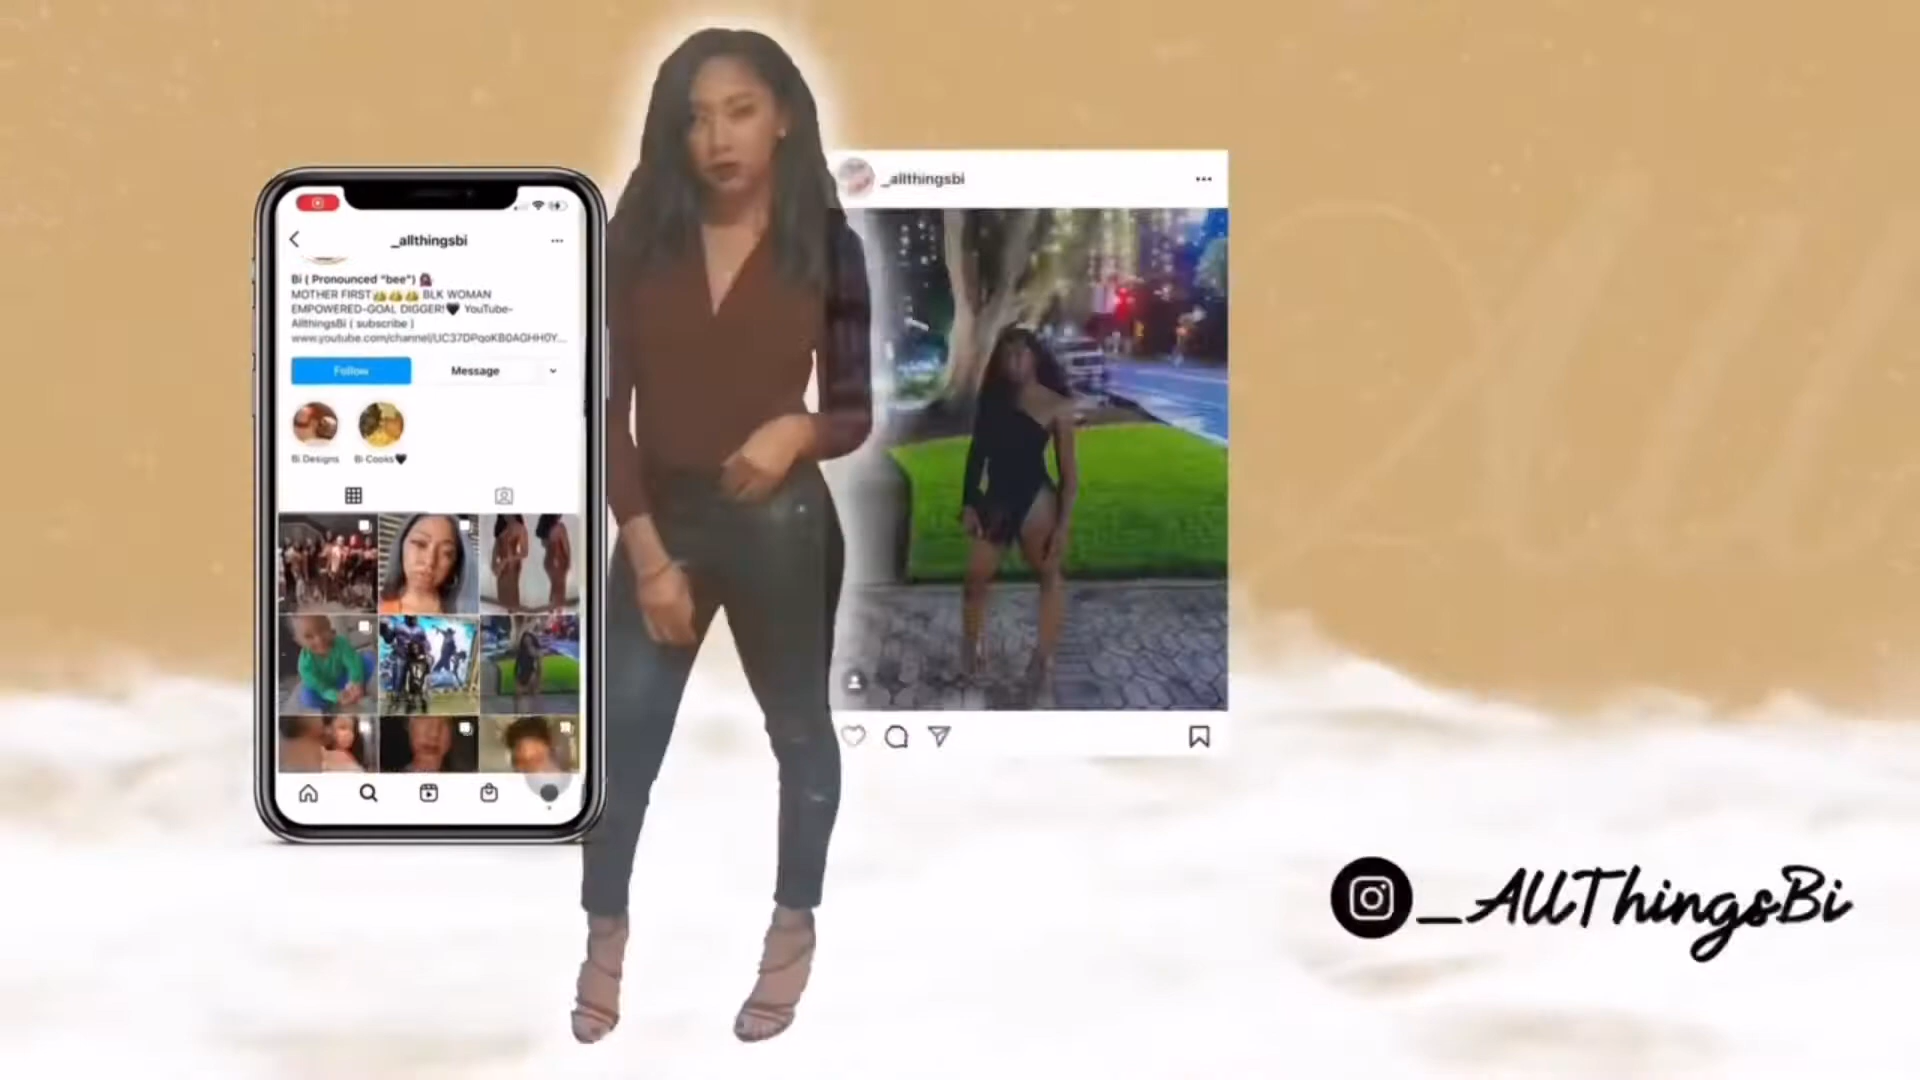 _allthingsbi
Bi ( Pronounced "bee")
MOTHER FIRST BLK WOMAN
EMPOWERED-GOAL DIGGER!🖤 YouTube-
AllthingsBi ( subscribe )
Follow
Message
Bi Designs
Bi Cooks🖤
_allthingsbi
_AllThingsBi